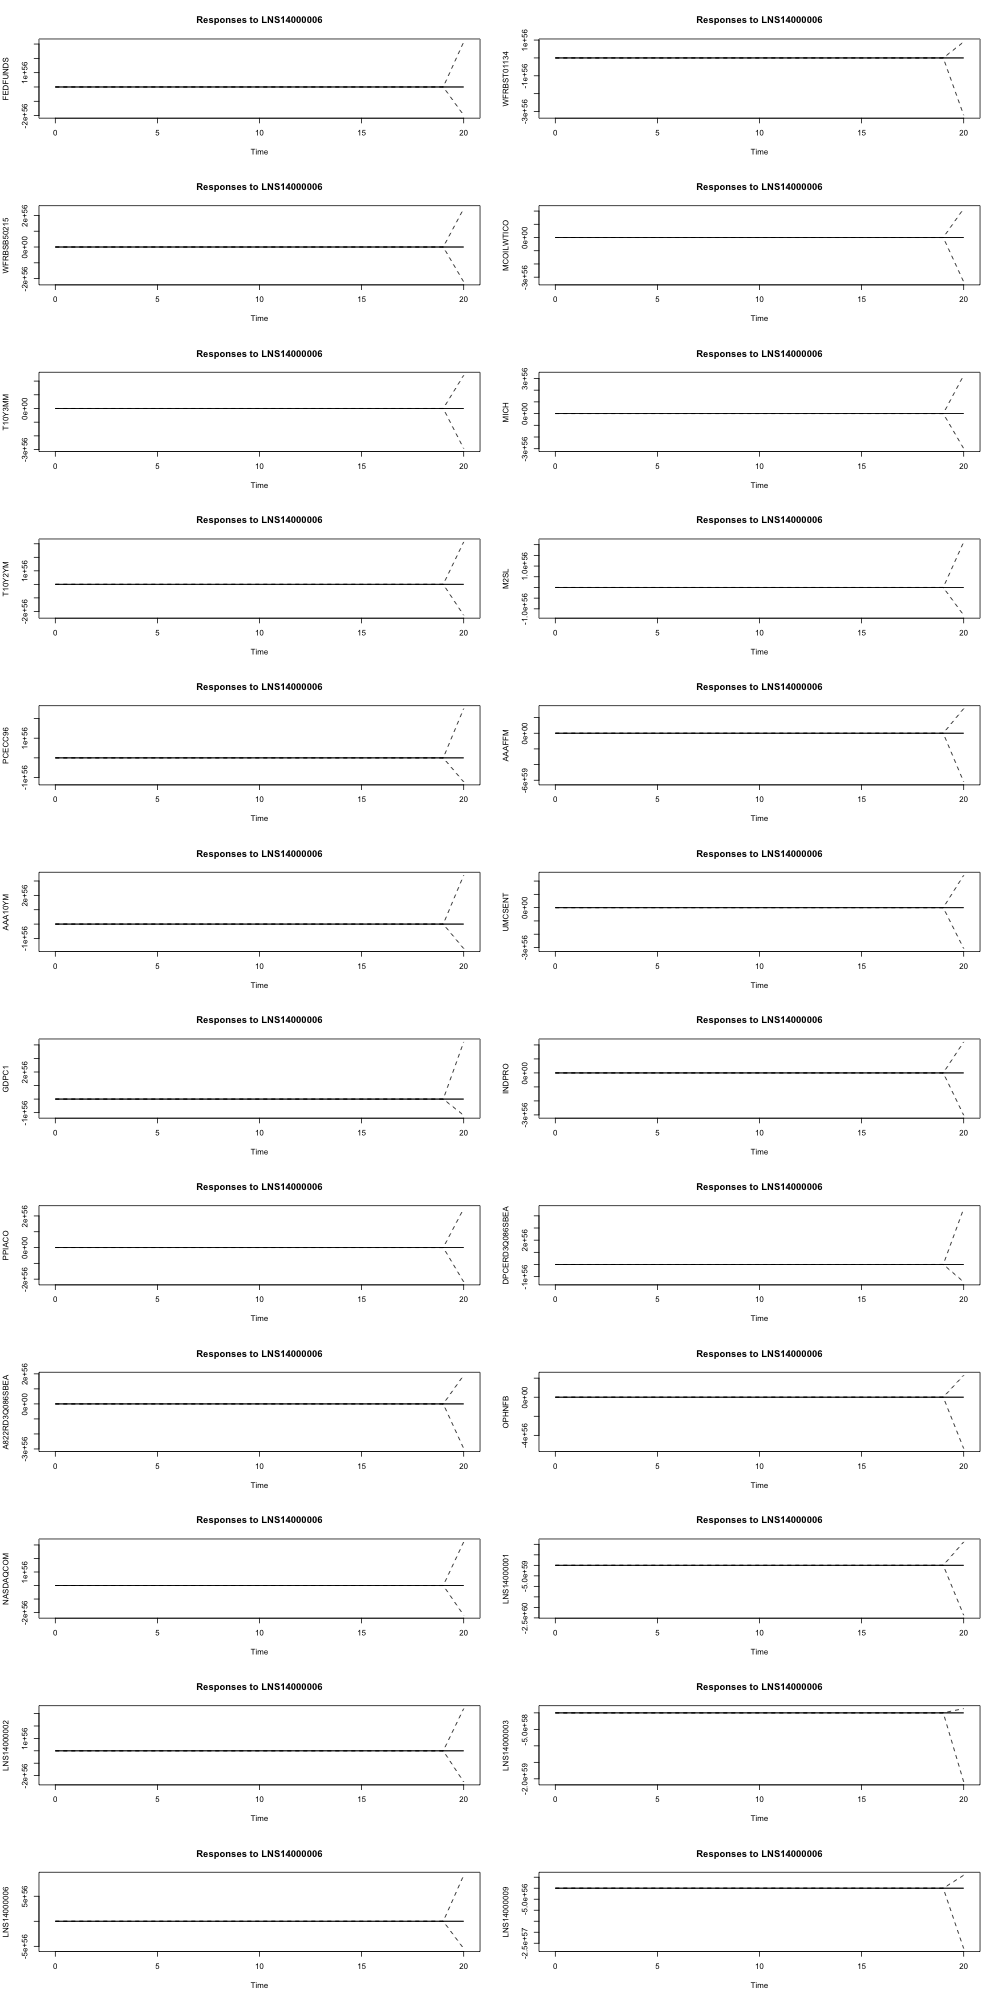 Responses to LNS14000006
FEDFUNDS
-2e+56 1e+56
0 5 10 15 20
Time
Responses to LNS14000006
WFRBST01134
-3e+56 -1e+56 1e+56
0 5 10 15 20
Time
Responses to LNS14000006
WFRBSB50215
-2e+56 0e+00 2e+56
0 5 10 15 20
Time
Responses to LNS14000006
MCOILWTICO
-3e+56 0e+00
0 5 10 15 20
Time
Responses to LNS14000006
T10Y3MM
-3e+56 0e+00
0 5 10 15 20
Time
Responses to LNS14000006
MICH
-3e+56 0e+00 3e+56
0 5 10 15 20
Time
Responses to LNS14000006
T10Y2YM
-2e+56 1e+56
0 5 10 15 20
Time
Responses to LNS14000006
M2SL
-1.0e+56 1.0e+56
0 5 10 15 20
Time
Responses to LNS14000006
PCECC96
-1e+56 1e+56
0 5 10 15 20
Time
Responses to LNS14000006
AAAFFM
-6e+59 0e+00
0 5 10 15 20
Time
Responses to LNS14000006
AAA10YM
-1e+56 2e+56
0 5 10 15 20
Time
Responses to LNS14000006
UMCSENT
-3e+56 0e+00
0 5 10 15 20
Time
Responses to LNS14000006
GDPC1
-1e+56 2e+56
0 5 10 15 20
Time
Responses to LNS14000006
INDPRO
-3e+56 0e+00
0 5 10 15 20
Time
Responses to LNS14000006
PPIACO
-2e+56 0e+00 2e+56
0 5 10 15 20
Time
Responses to LNS14000006
DPCERD3Q086SBEA
-1e+56 2e+56
0 5 10 15 20
Time
Responses to LNS14000006
A822RD3Q086SBEA
-3e+56 0e+00 2e+56
0 5 10 15 20
Time
Responses to LNS14000006
OPHNFB
-4e+56 0e+00
0 5 10 15 20
Time
Responses to LNS14000006
NASDAQCOM
-2e+56 1e+56
0 5 10 15 20
Time
Responses to LNS14000006
LNS14000001
-2.5e+60 -5.0e+59
0 5 10 15 20
Time
Responses to LNS14000006
LNS14000002
-2e+56 1e+56
0 5 10 15 20
Time
Responses to LNS14000006
LNS14000003
-2.0e+59 -5.0e+58
0 5 10 15 20
Time
Responses to LNS14000006
LNS14000006
-5e+56 5e+56
0 5 10 15 20
Time
Responses to LNS14000006
LNS14000009
-2.5e+57 -5.0e+56
0 5 10 15 20
Time